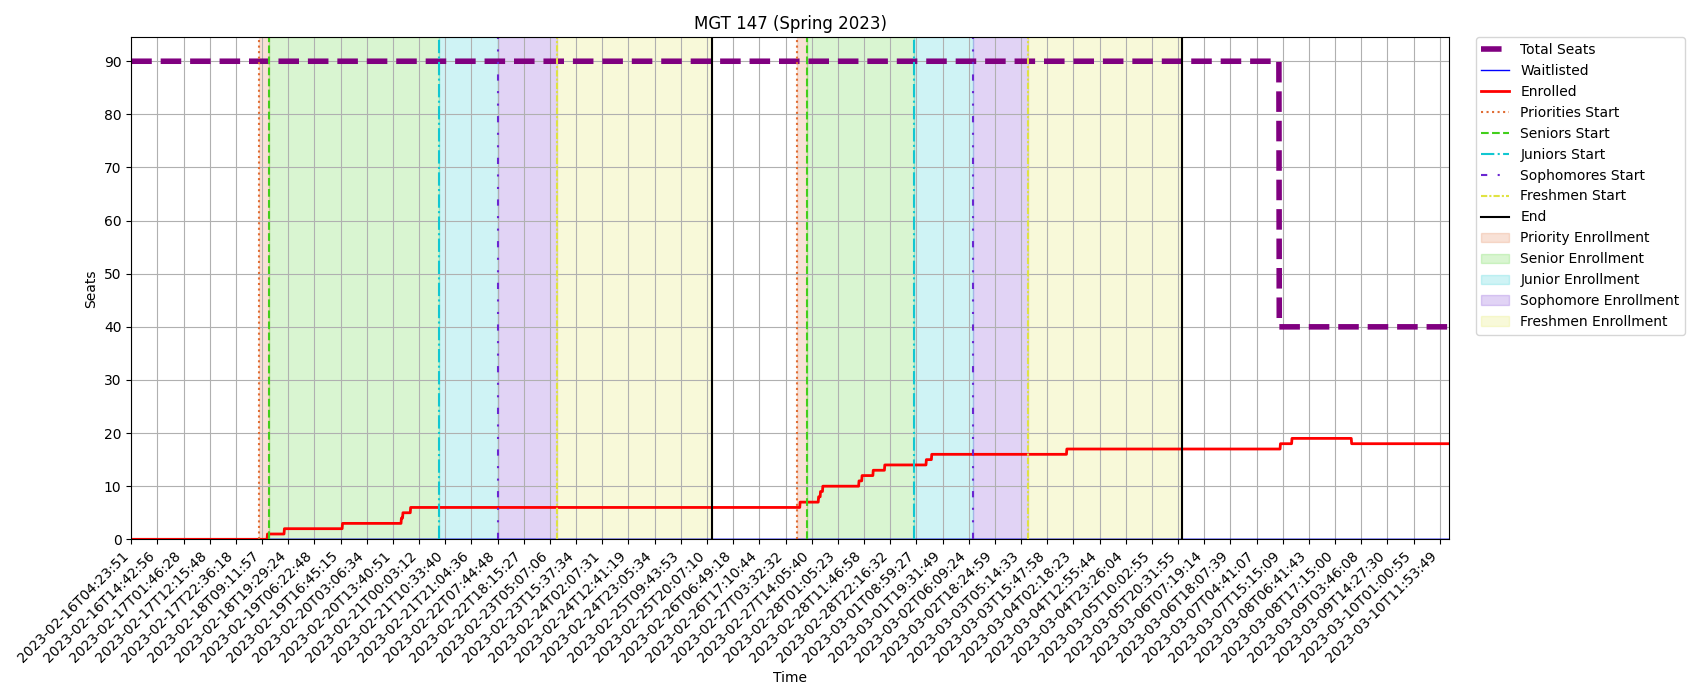 MGT 147 (Spring 2023)
90
80
70
60
50
40
30
20
10
0
Seats
2023-02-16T04:23:51
2023-02-16T14:42:56
2023-02-17T01:46:28
2023-02-17T12:15:48
2023-02-17T22:36:18
2023-02-18T09:11:57
2023-02-18T19:29:24
2023-02-19T06:22:48
2023-02-19T16:45:15
2023-02-20T03:06:34
2023-02-20T13:40:51
2023-02-21T00:03:12
2023-02-21T10:33:40
2023-02-21T21:04:36
2023-02-22T07:44:48
2023-02-22T18:15:27
2023-02-23T05:07:06
2023-02-23T15:37:34
2023-02-24T02:07:31
2023-02-24T12:41:19
2023-02-24T23:05:34
2023-02-25T09:43:53
2023-02-25T20:07:10
2023-02-26T06:49:18
2023-02-26T17:10:44
2023-02-27T03:32:32
2023-02-27T14:05:40
2023-02-28T01:05:23
2023-02-28T11:46:58
2023-02-28T22:16:32
2023-03-01T08:59:27
2023-03-01T19:31:49
2023-03-02T06:09:24
2023-03-02T18:24:59
2023-03-03T05:14:33
2023-03-03T15:47:58
2023-03-04T02:18:23
2023-03-04T12:55:44
2023-03-04T23:26:04
2023-03-05T10:02:55
2023-03-05T20:31:55
2023-03-06T07:19:14
2023-03-06T18:07:39
2023-03-07T04:41:07
2023-03-07T15:15:09
2023-03-08T06:41:43
2023-03-08T17:15:00
2023-03-09T03:46:08
2023-03-09T14:27:30
2023-03-10T01:00:55
2023-03-10T11:53:49
Time
Total Seats
Waitlisted
Enrolled
Priorities Start
Seniors Start
Juniors Start
Sophomores Start
Freshmen Start
End
Priority Enrollment
Senior Enrollment
Junior Enrollment
Sophomore Enrollment
Freshmen Enrollment